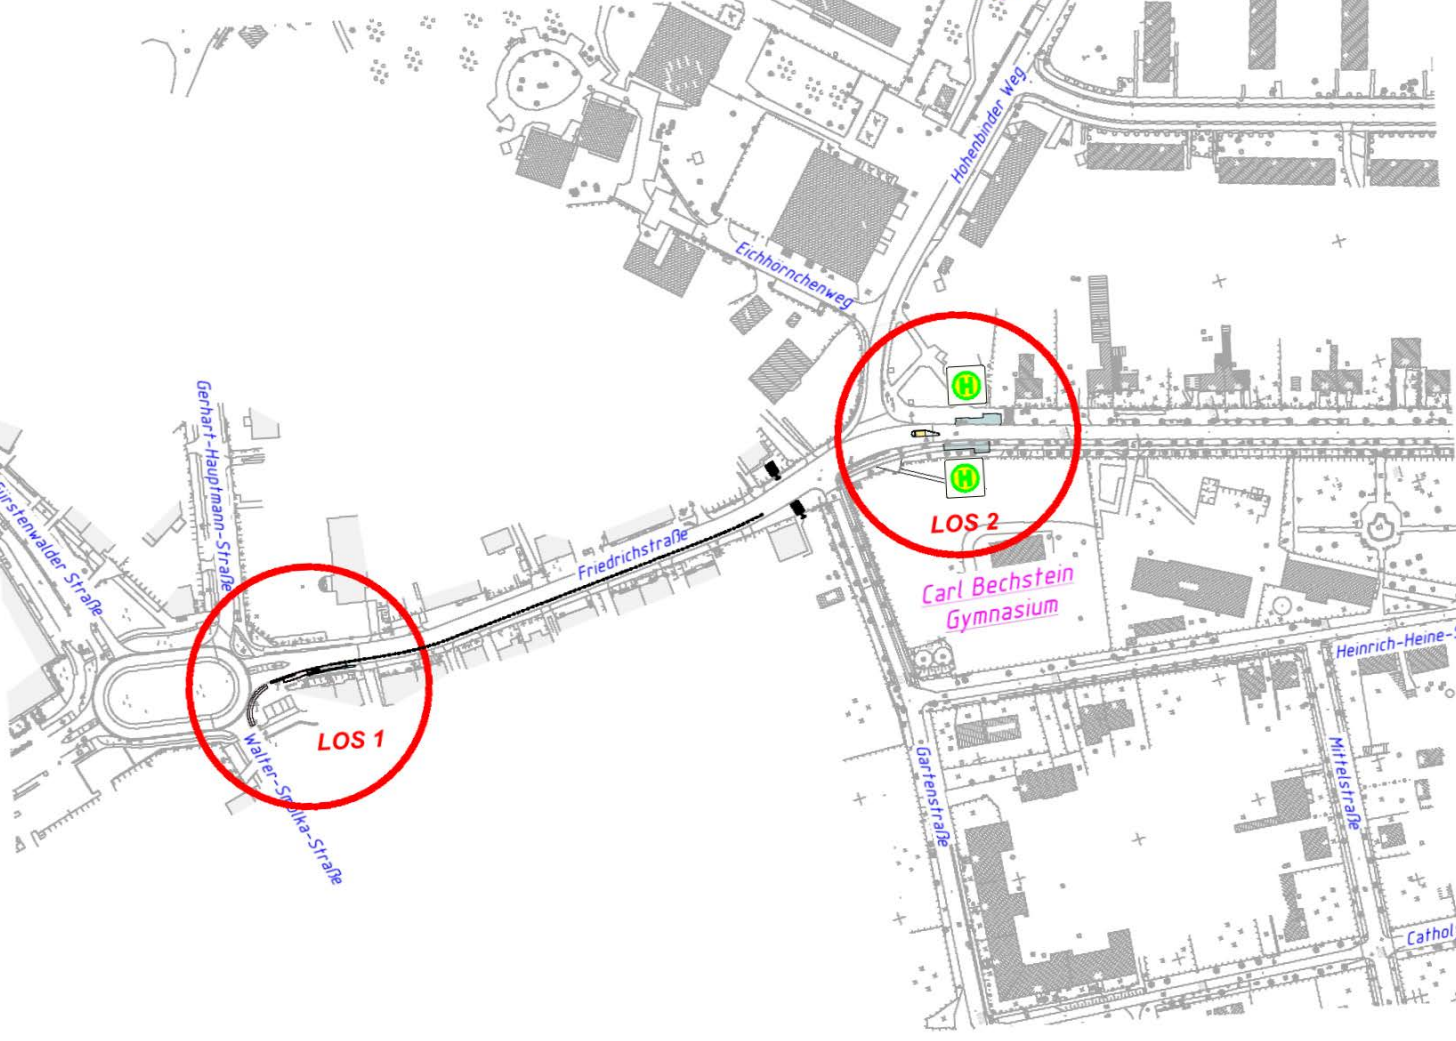 Hohenbinder Weg
Eichhörnchenweg
H
Gerhart-Hauptmann-Straße
H
Fürstenwalder Straße
LOS 2
Friedrichstraße
Carl Bechstein
Gymnasium
Heinrich-Heine-S
LOS 1
Walter-Smolka-Straße
Gartenstraße
Mittelstraße
Cathol